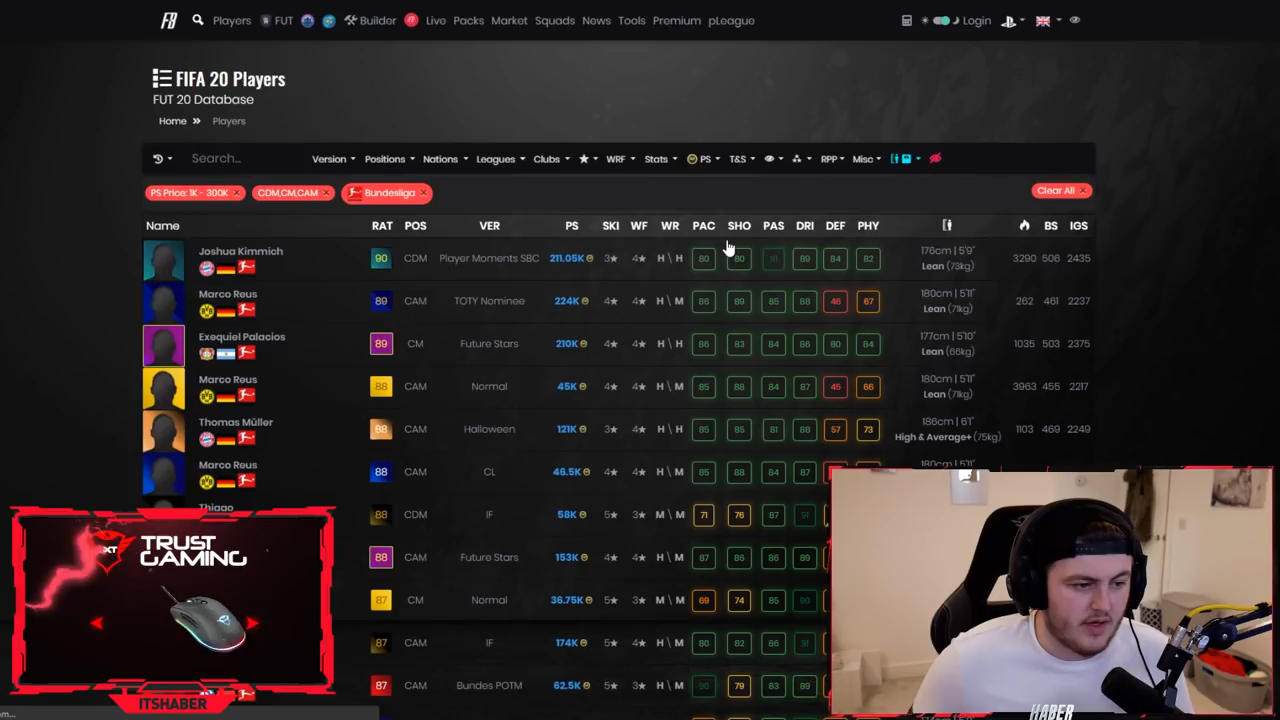 F8 Players FUT Builder Live Packs Market Squads News Tools Premium pLeague Login
FIFA 20 Players
FUT 20 Database
Home » Players
Search... Version Positions Nations Leagues Clubs WRF Stats PS T&S RPP Misc
PS Price: 1K - 300K × CDM,CM,CAM × Bundesliga × Clear All ×
Name RAT POS VER PS SKI WF WR PAC SHO PAS DRI DEF PHY BS IGS
Joshua Kimmich 90 CDM Player Moments SBC 211.05K 3★ 4★ H \ H 80 80 91 89 84 82 176cm | 5'9" 3290 506 2435
Lean (73kg)
Marco Reus 89 CAM TOTY Nominee 224K 4★ 4★ H \ M 86 89 85 88 46 67 180cm | 5'11" 262 461 2237
Lean (71kg)
Exequiel Palacios 89 CM Future Stars 210K 4★ 4★ H \ H 86 83 84 86 80 84 177cm | 5'10" 1035 503 2375
Lean (66kg)
Marco Reus 88 CAM Normal 45K 4★ 4★ H \ M 85 88 84 87 45 66 180cm | 5'11" 3963 455 2217
Lean (71kg)
Thomas Müller 88 CAM Halloween 121K 3★ 4★ H \ H 85 85 81 88 57 73 186cm | 6'1" 1103 469 2249
High & Average+ (75kg)
Marco Reus 88 CAM CL 46.5K 4★ 4★ H \ M 85 88 84 87 180cm | 5'11"
Thiago 88 CDM IF 58K 5★ 3★ M \ M 71 76 87 91
88 CAM Future Stars 153K 4★ 4★ H \ M 87 86 86 89
87 CM Normal 36.75K 5★ 3★ M \ M 69 74 85 90
87 CAM IF 174K 5★ 4★ H \ M 80 82 86 91
87 CAM Bundes POTM 62.5K 5★ 4★ H \ M 90 79 83 89
TRUST
GAMING
ITSHABER
HABER